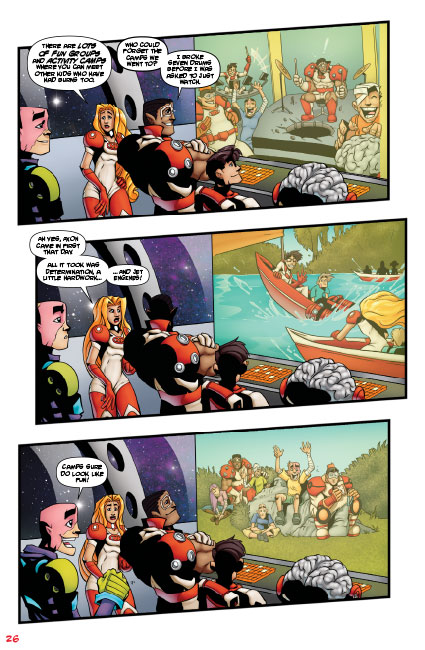 THERE ARE LOTS
OF FUN GROUPS
AND ACTIVITY CAMPS
WHERE YOU CAN MEET
OTHER KIDS WHO HAVE
HAD BURNS TOO.
WHO COULD
FORGET THE
CAMPS WE
WENT TO?
I BROKE
SEVEN DRUMS
BEFORE I WAS
ASKED TO JUST
WATCH.
AH YES, AXON
CAME IN FIRST
THAT DAY.
ALL IT TOOK WAS
DETERMINATION, A
LITTLE HARDWORK...
...AND JET
ENGINES!
CAMPS SURE
DO LOOK LIKE
FUN!
26